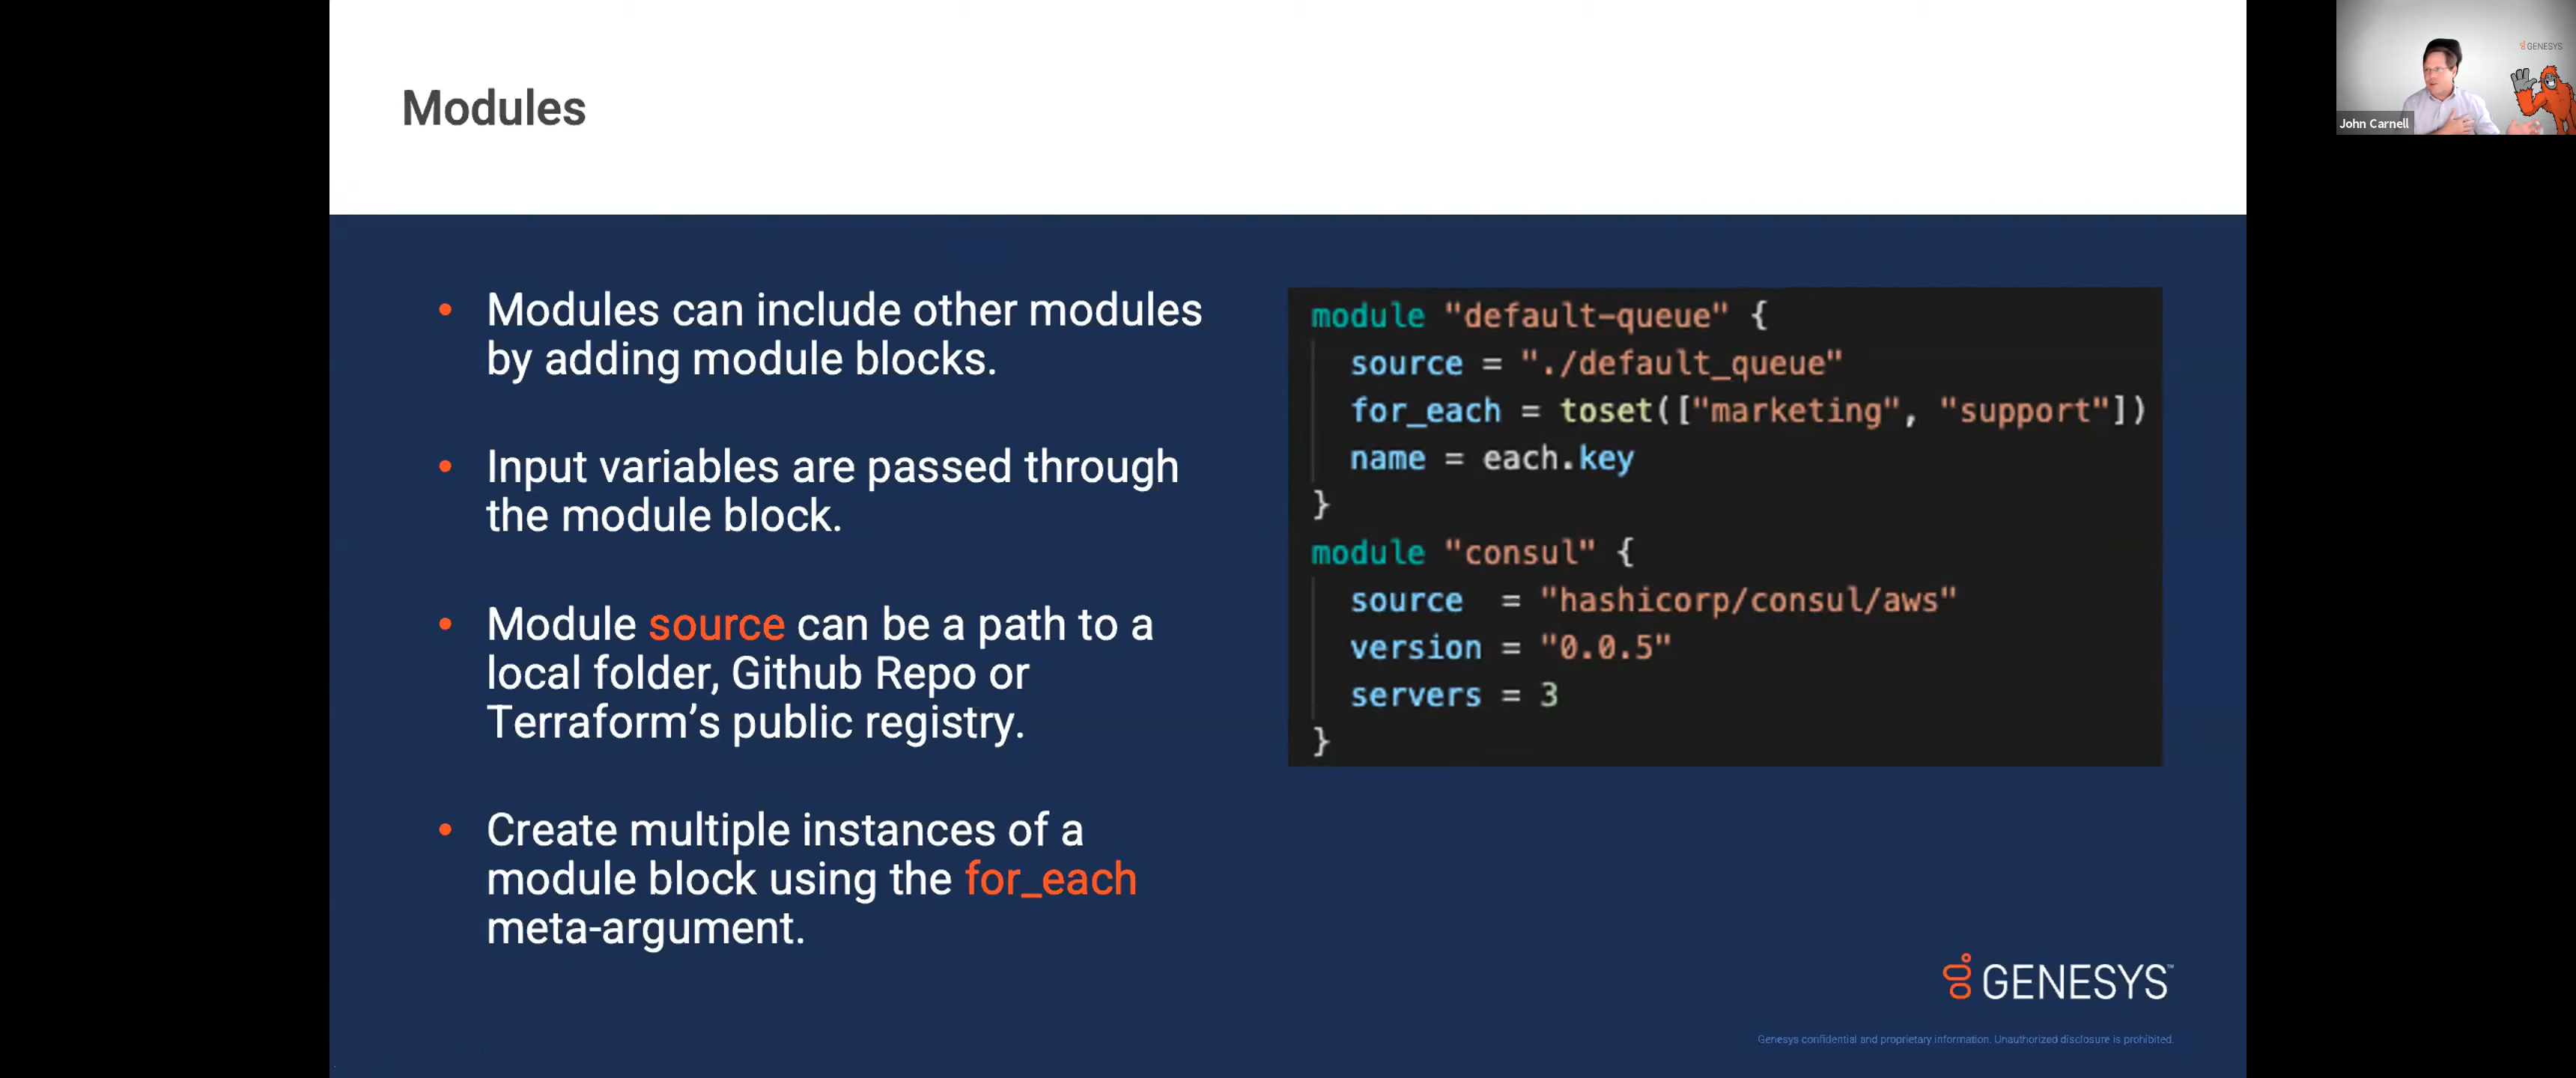 Modules
• Modules can include other modules
by adding module blocks.
• Input variables are passed through
the module block.
• Module source can be a path to a
local folder, Github Repo or
Terraform’s public registry.
• Create multiple instances of a
module block using the for_each
meta-argument.
module "default-queue" {
  source = "./default_queue"
  for_each = toset(["marketing", "support"])
  name = each.key
}
module "consul" {
  source  = "hashicorp/consul/aws"
  version = "0.0.5"
  servers = 3
}
GENESYS™
Genesys confidential and proprietary information. Unauthorized disclosure is prohibited.
GENESYS
John Carnell